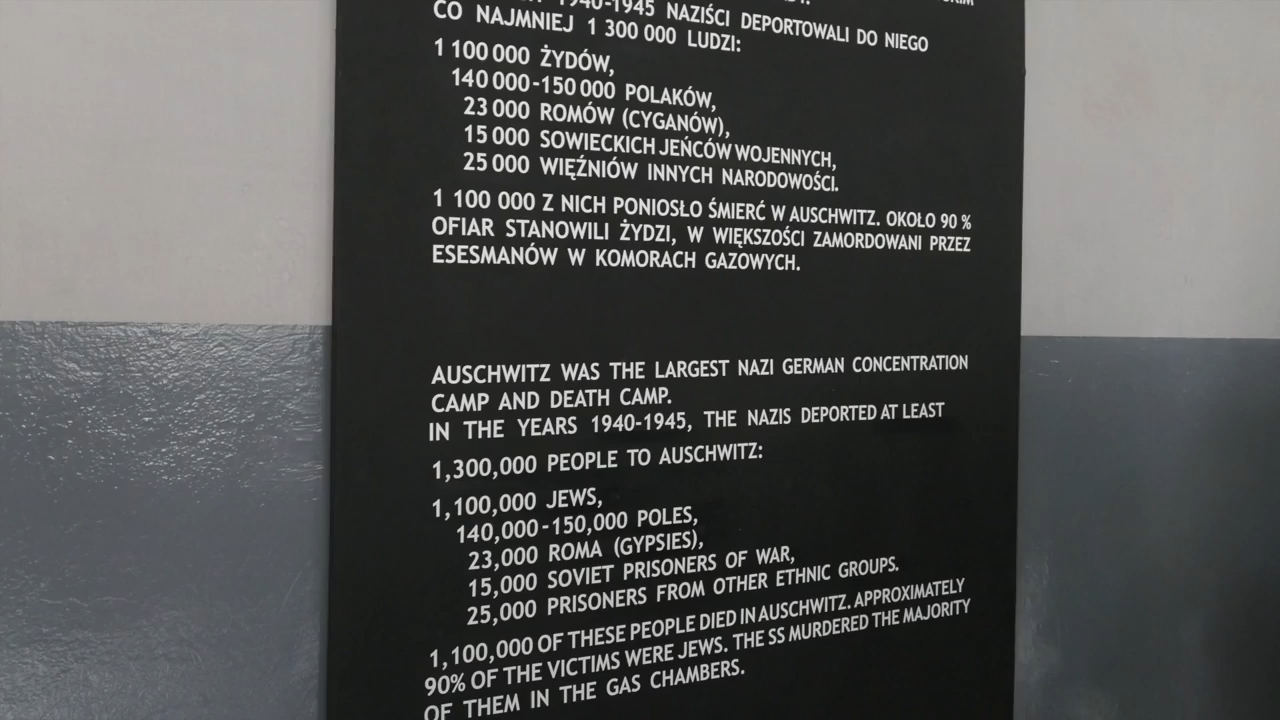 1940-1945 NAZIŚCI DEPORTOWALI DO NIEGO
CO NAJMNIEJ 1 300 000 LUDZI:
1 100 000 ŻYDÓW,
140 000-150 000 POLAKÓW,
23 000 ROMÓW (CYGANÓW),
15 000 SOWIECKICH JEŃCÓW WOJENNYCH,
25 000 WIĘŹNIÓW INNYCH NARODOWOŚCI.
1 100 000 Z NICH PONIOSŁO ŚMIERĆ W AUSCHWITZ. OKOŁO 90 %
OFIAR STANOWILI ŻYDZI, W WIĘKSZOŚCI ZAMORDOWANI PRZEZ
ESESMANÓW W KOMORACH GAZOWYCH.
AUSCHWITZ WAS THE LARGEST NAZI GERMAN CONCENTRATION
CAMP AND DEATH CAMP.
IN THE YEARS 1940-1945, THE NAZIS DEPORTED AT LEAST
1,300,000 PEOPLE TO AUSCHWITZ:
1,100,000 JEWS,
140,000-150,000 POLES,
23,000 ROMA (GYPSIES),
15,000 SOVIET PRISONERS OF WAR,
25,000 PRISONERS FROM OTHER ETHNIC GROUPS.
1,100,000 OF THESE PEOPLE DIED IN AUSCHWITZ. APPROXIMATELY
90% OF THE VICTIMS WERE JEWS. THE SS MURDERED THE MAJORITY
OF THEM IN THE GAS CHAMBERS.